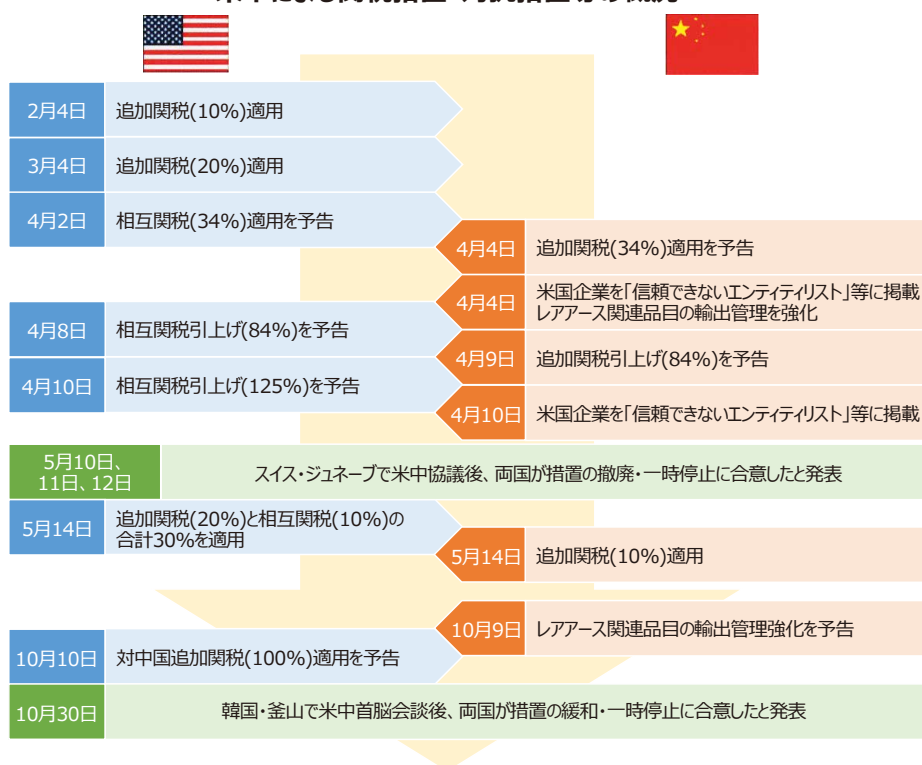 2月4日 追加関税(10%)適用
3月4日 追加関税(20%)適用
4月2日 相互関税(34%)適用を予告
4月4日 追加関税(34%)適用を予告
4月4日 米国企業を「信頼できないエンティティリスト」等に掲載
レアアース関連品目の輸出管理を強化
4月8日 相互関税引上げ(84%)を予告
4月9日 追加関税引上げ(84%)を予告
4月10日 相互関税引上げ(125%)を予告
4月10日 米国企業を「信頼できないエンティティリスト」等に掲載
5月10日、
11日、12日
スイス・ジュネーブで米中協議後、両国が措置の撤廃・一時停止に合意したと発表
5月14日 追加関税(20%)と相互関税(10%)の
合計30%を適用
5月14日 追加関税(10%)適用
10月9日 レアアース関連品目の輸出管理強化を予告
10月10日 対中国追加関税(100%)適用を予告
10月30日 韓国・釜山で米中首脳会談後、両国が措置の緩和・一時停止に合意したと発表